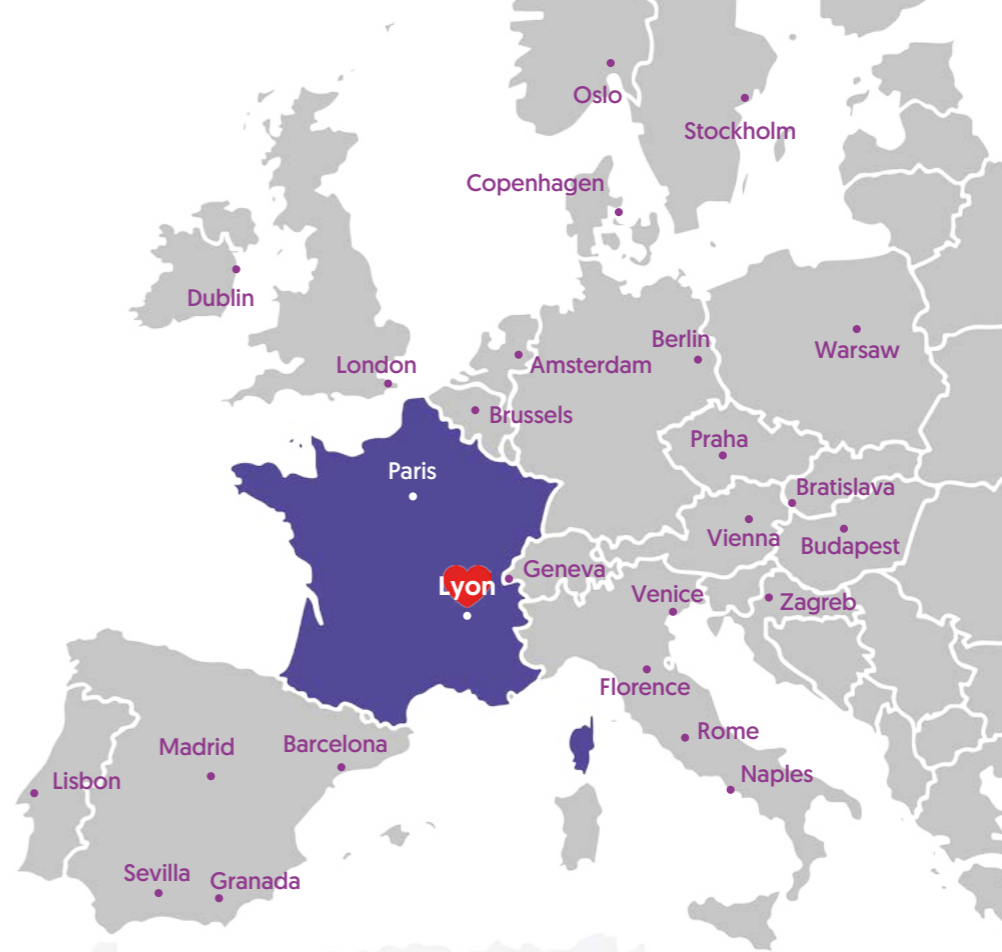 Oslo
Stockholm
Copenhagen
Dublin
Berlin
Warsaw
London
Amsterdam
Brussels
Praha
Paris
Bratislava
Vienna
Budapest
Geneva
Lyon
Venice
Zagreb
Florence
Rome
Madrid
Barcelona
Naples
Lisbon
Sevilla
Granada